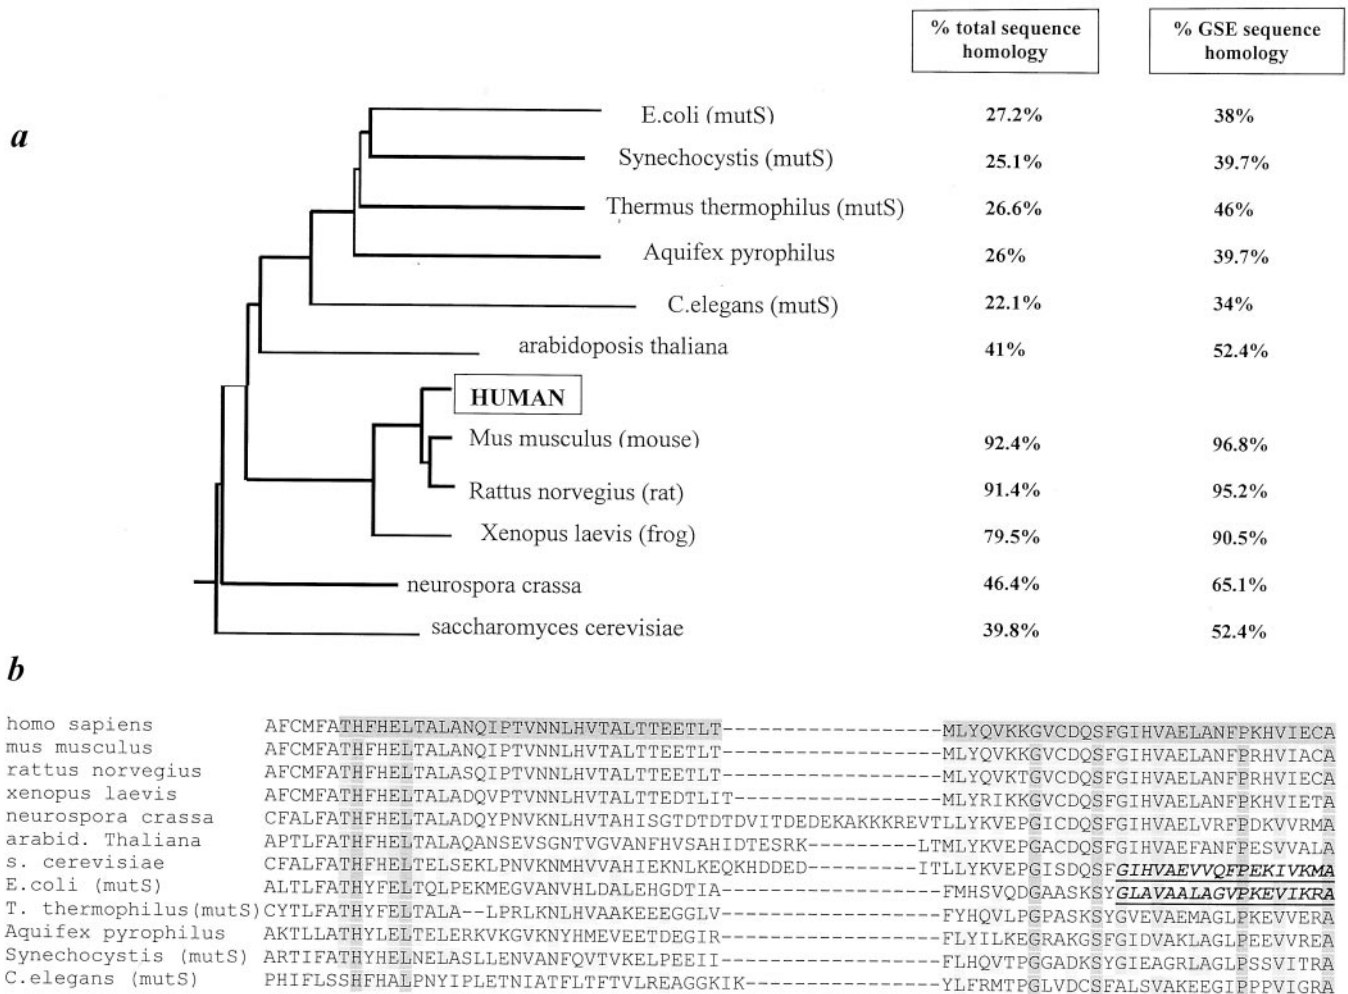 % total sequence homology
% GSE sequence homology
a
E.coli (mutS) 27.2% 38%
Synechocystis (mutS) 25.1% 39.7%
Thermus thermophilus (mutS) 26.6% 46%
Aquifex pyrophilus 26% 39.7%
C.elegans (mutS) 22.1% 34%
arabidoposis thaliana 41% 52.4%
HUMAN
Mus musculus (mouse) 92.4% 96.8%
Rattus norvegius (rat) 91.4% 95.2%
Xenopus laevis (frog) 79.5% 90.5%
neurospora crassa 46.4% 65.1%
saccharomyces cerevisiae 39.8% 52.4%
b
homo sapiens AFCMFATHFHELTALANQIPTVNNLHVTALTTEETLT------------------MLYQVKKGVCDQSFGIHVAELANFPKHVIECA
mus musculus AFCMFATHFHELTALANQIPTVNNLHVTALTTEETLT------------------MLYQVKKGVCDQSFGIHVAELANFPRHVIACA
rattus norvegius AFCMFATHFHELTALASQIPTVNNLHVTALTTEETLT------------------MLYQVKTGVCDQSFGIHVAELANFPRHVIECA
xenopus laevis AFCMFATHFHELTALADQVPTVNNLHVTALTTEDTLIT-----------------MLYRIKKGVCDQSFGIHVAELANFPKHVIETA
neurospora crassa CFALFATHFHELTALADQYPNVKNLHVTAHISGTDTDTDVITDEDEKAKKKREVTLLYKVEPGICDQSFGIHVAELVRFPDKVVRMA
arabid. Thaliana APTLFATHFHELTALAQANSEVSGNTVGVANFHVSAHIDTESRK---------LTMLYKVEPGACDQSFGIHVAEFANFPESVVALA
s. cerevisiae CFALFATHFHELTELSEKLPNVKNMHVVAHIEKNLKEQKHDDED---------ITLLYKVEPGISDQSFGIHVAEVVQFPEKIVKMA
E.coli (mutS) ALTLFATHYFELTQLPEKMEGVANVHLDALEHGDTIA------------------FMHSVQDGAASKSYGLAVAALAGVPKEVIKRA
T. thermophilus(mutS) CYTLFATHYFELTALA--LPRLKNLHVAAKEEEGGLV------------------FYHQVLPGPASKSYGVEVAEMAGLPKEVVERA
Aquifex pyrophilus AKTLLATHYLELTELERKVKGVKNYHMEVEETDEGIR------------------FLYILKEGRAKGSFGIDVAKLAGLPEEVVREA
Synechocystis (mutS) ARTIFATHYHELNELASLLENVANFQVTVKELPEEII------------------FLHQVTPGGADKSYGIEAGRLAGLPSSVITRA
C.elegans (mutS) PHIFLSSHFHALPNYIPLETNIATFLTFTVLREAGGKIK----------------YLFRMTPGLVDCSFALSVAKEEGIPPPVIGRA